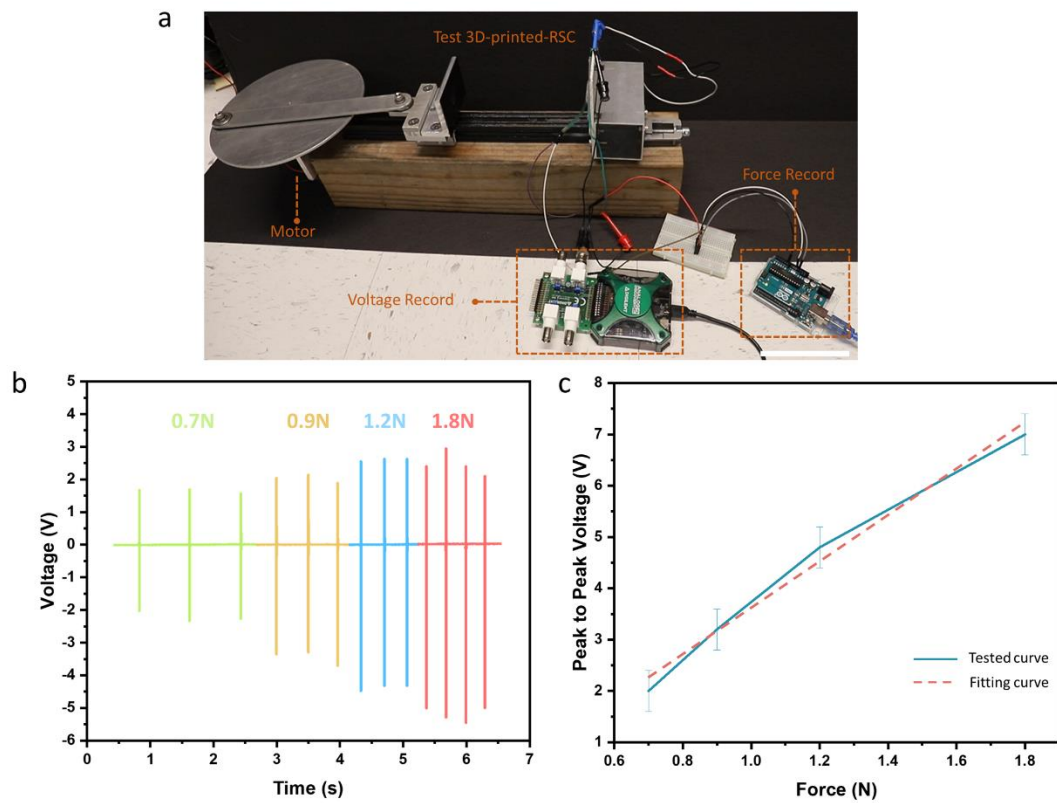 a
Test 3D-printed-RSC
Force Record
Motor
Voltage Record
b
5
4
3
2
1
0
-1
-2
-3
-4
-5
-6
0.7N 0.9N 1.2N 1.8N
Voltage (V)
0 1 2 3 4 5 6 7
Time (s)
c
8
7
6
5
4
3
2
1
Peak to Peak Voltage (V)
Tested curve
Fitting curve
0.6 0.8 1.0 1.2 1.4 1.6 1.8
Force (N)